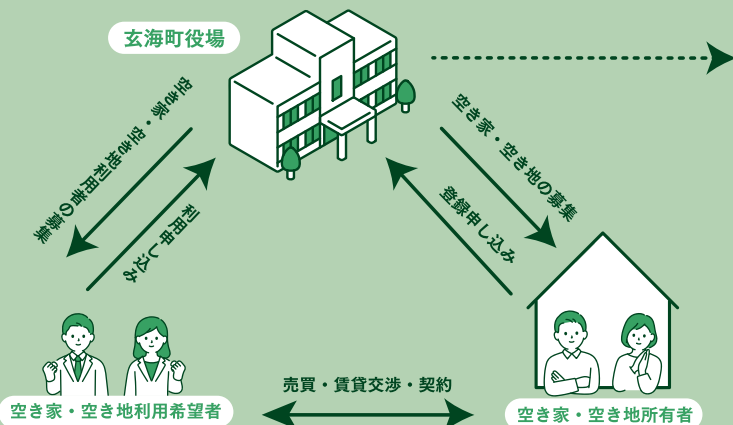 玄海町役場
空き家・空き地利用者の募集
利用申し込み
空き家・空き地の募集
登録申し込み
売買・賃貸交渉・契約
空き家・空き地利用希望者
空き家・空き地所有者